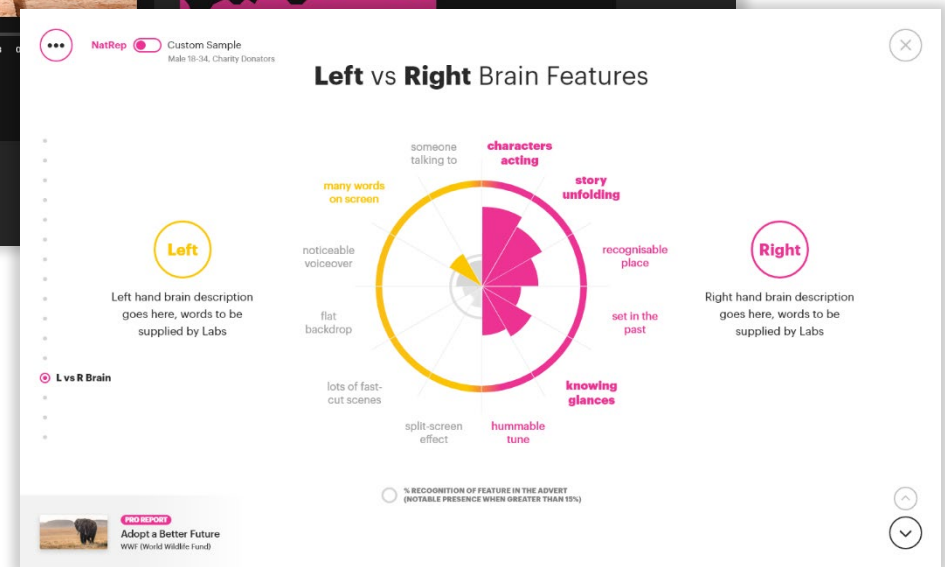 NatRep
Custom Sample
Male 18-34, Charity Donators
Left vs Right Brain Features
someone
talking to
characters
acting
many words
on screen
story
unfolding
noticeable
voiceover
recognisable
place
Left
Left hand brain description
goes here, words to be
supplied by Labs
Right
Right hand brain description
goes here, words to be
supplied by Labs
flat
backdrop
set in the
past
L vs R Brain
lots of fast-
cut scenes
knowing
glances
split-screen
effect
hummable
tune
% RECOGNITION OF FEATURE IN THE ADVERT
(NOTABLE PRESENCE WHEN GREATER THAN 15%)
PRO REPORT
Adopt a Better Future
WWF (World Wildlife Fund)